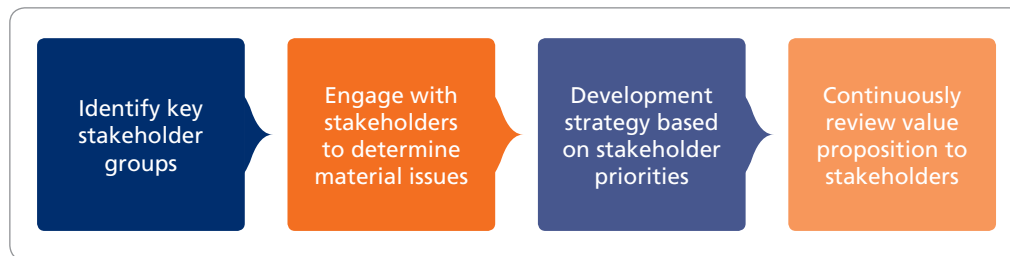 Identify key
stakeholder
groups
Engage with
stakeholders
to determine
material issues
Development
strategy based
on stakeholder
priorities
Continuously
review value
proposition to
stakeholders